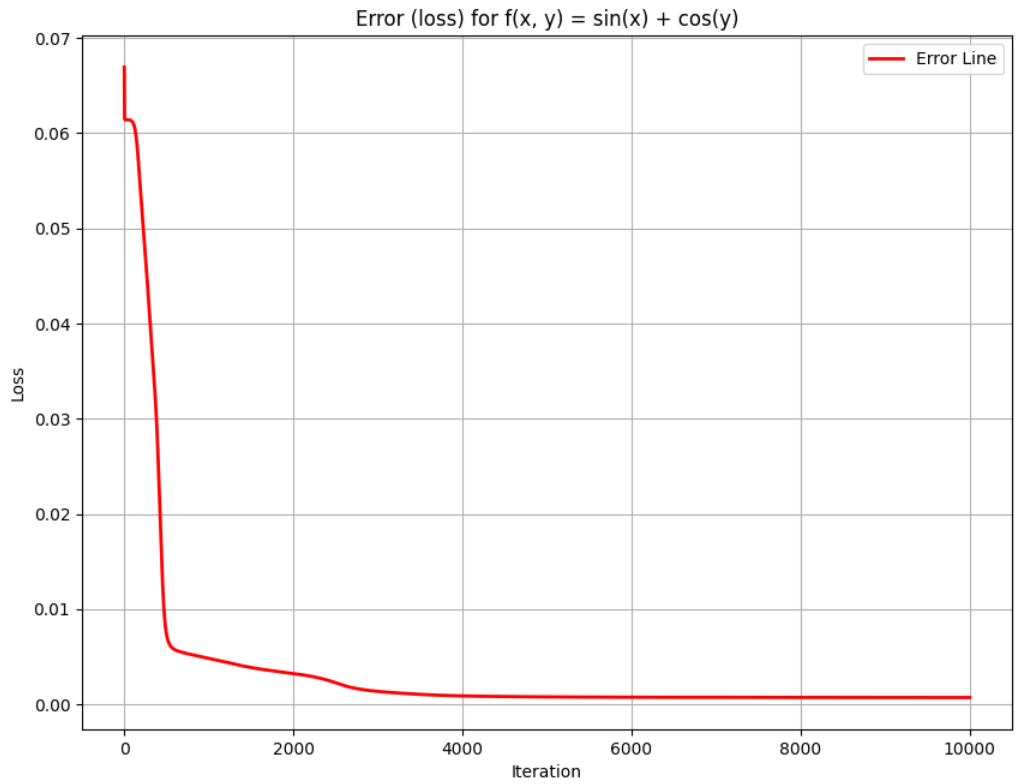 Error (loss) for f(x, y) = sin(x) + cos(y)
Error Line
0.07
0.06
0.05
0.04
0.03
0.02
0.01
0.00
Loss
0 2000 4000 6000 8000 10000
Iteration